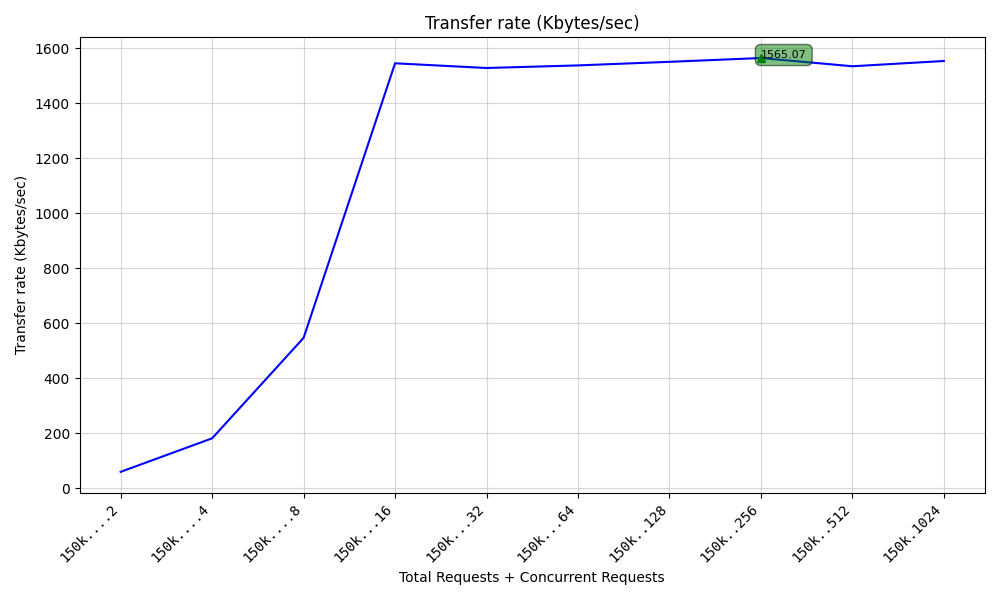 Transfer rate (Kbytes/sec)
1600
1400
1200
1000
800
600
400
200
0
Transfer rate (Kbytes/sec)
1565.07
150k....2
150k....4
150k....8
150k...16
150k...32
150k...64
150k..128
150k..256
150k..512
150k.1024
Total Requests + Concurrent Requests